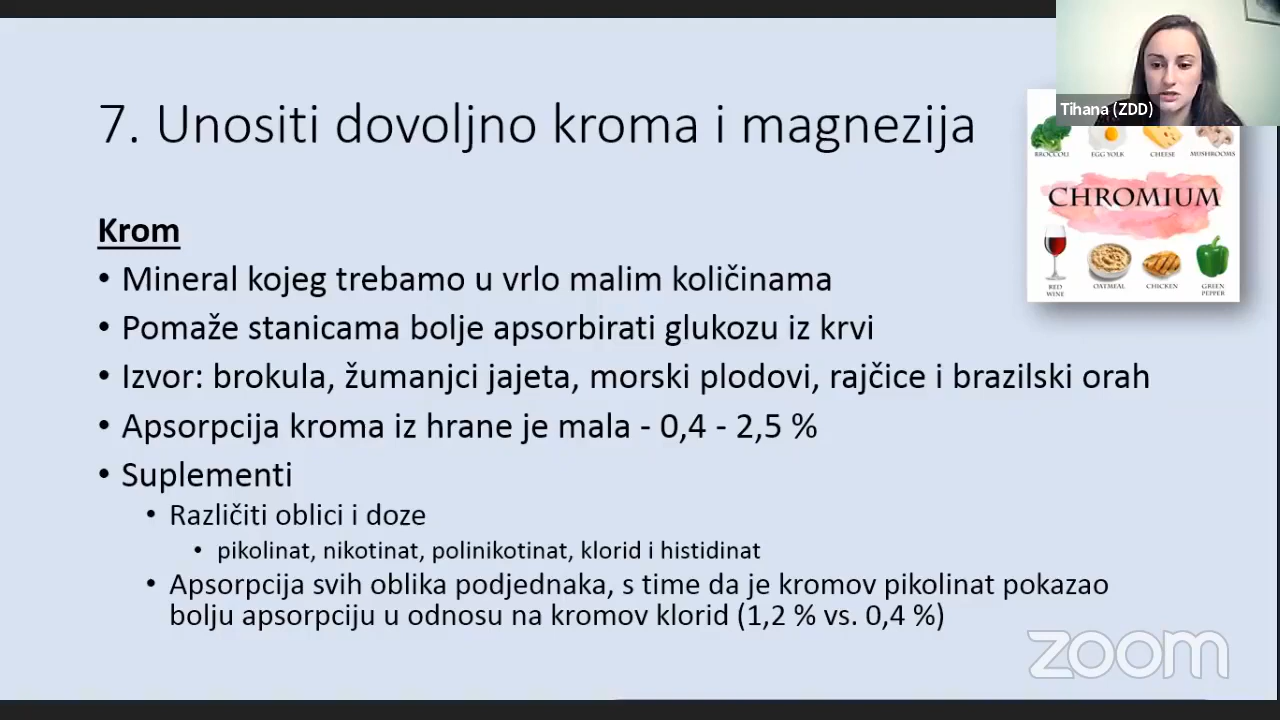 Tihana (ZDD)
7. Unositi dovoljno kroma i magnezija
BROCCOLI EGG YOLK CHEESE MUSHROOMS
CHROMIUM
RED WINE OATMEAL CHICKEN GREEN PEPPER
Krom
• Mineral kojeg trebamo u vrlo malim količinama
• Pomaže stanicama bolje apsorbirati glukozu iz krvi
• Izvor: brokula, žumanjci jajeta, morski plodovi, rajčice i brazilski orah
• Apsorpcija kroma iz hrane je mala - 0,4 - 2,5 %
• Suplementi
• Različiti oblici i doze
• pikolinat, nikotinat, polinikotinat, klorid i histidinat
• Apsorpcija svih oblika podjednaka, s time da je kromov pikolinat pokazao
bolju apsorpciju u odnosu na kromov klorid (1,2 % vs. 0,4 %)
zoom